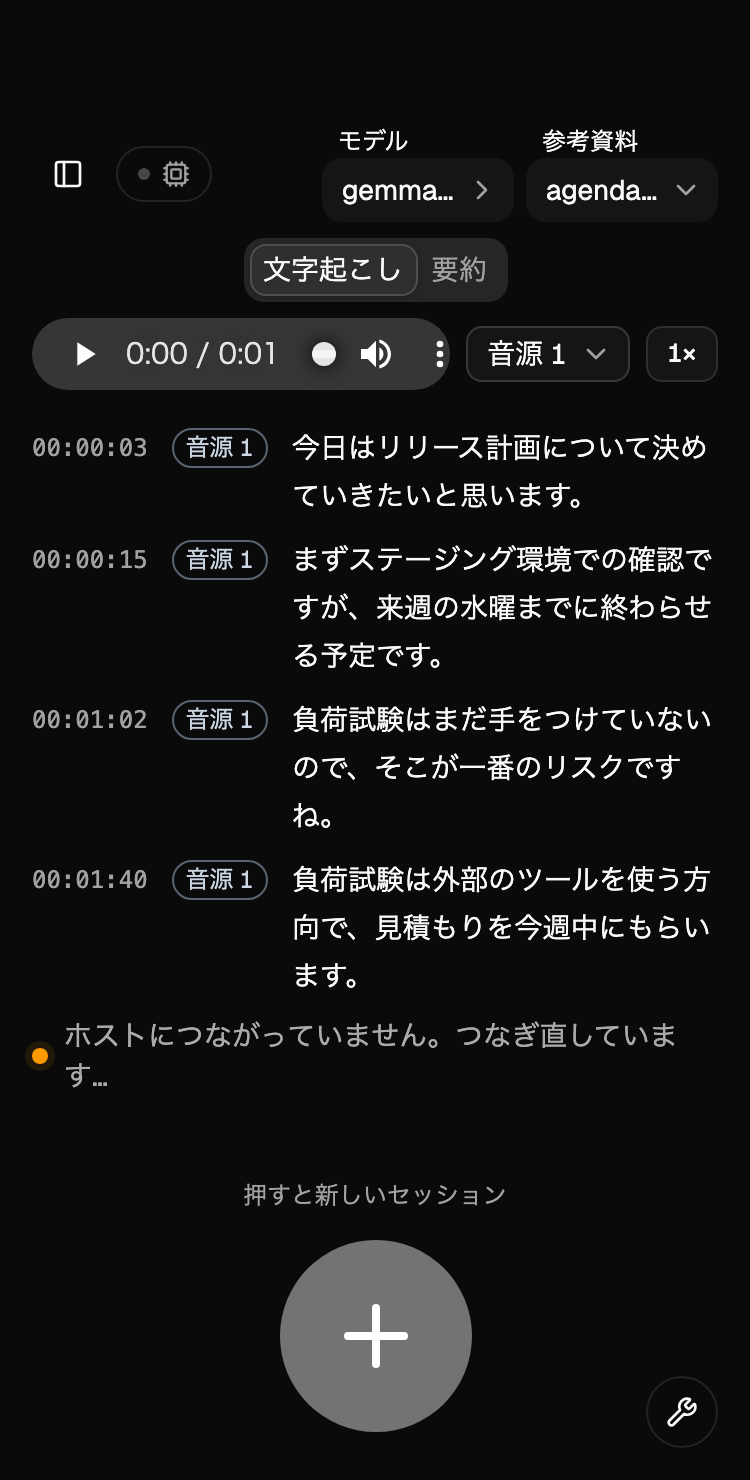 モデル
参考資料
gemma…
agenda…
文字起こし
要約
0:00 / 0:01
音源 1
1×
00:00:03
音源 1
今日はリリース計画について決め
ていきたいと思います。
00:00:15
音源 1
まずステージング環境での確認で
すが、来週の水曜までに終わらせ
る予定です。
00:01:02
音源 1
負荷試験はまだ手をつけていない
ので、そこが一番のリスクです
ね。
00:01:40
音源 1
負荷試験は外部のツールを使う方
向で、見積もりを今週中にもらい
ます。
ホストにつながっていません。つなぎ直していま
す…
押すと新しいセッション